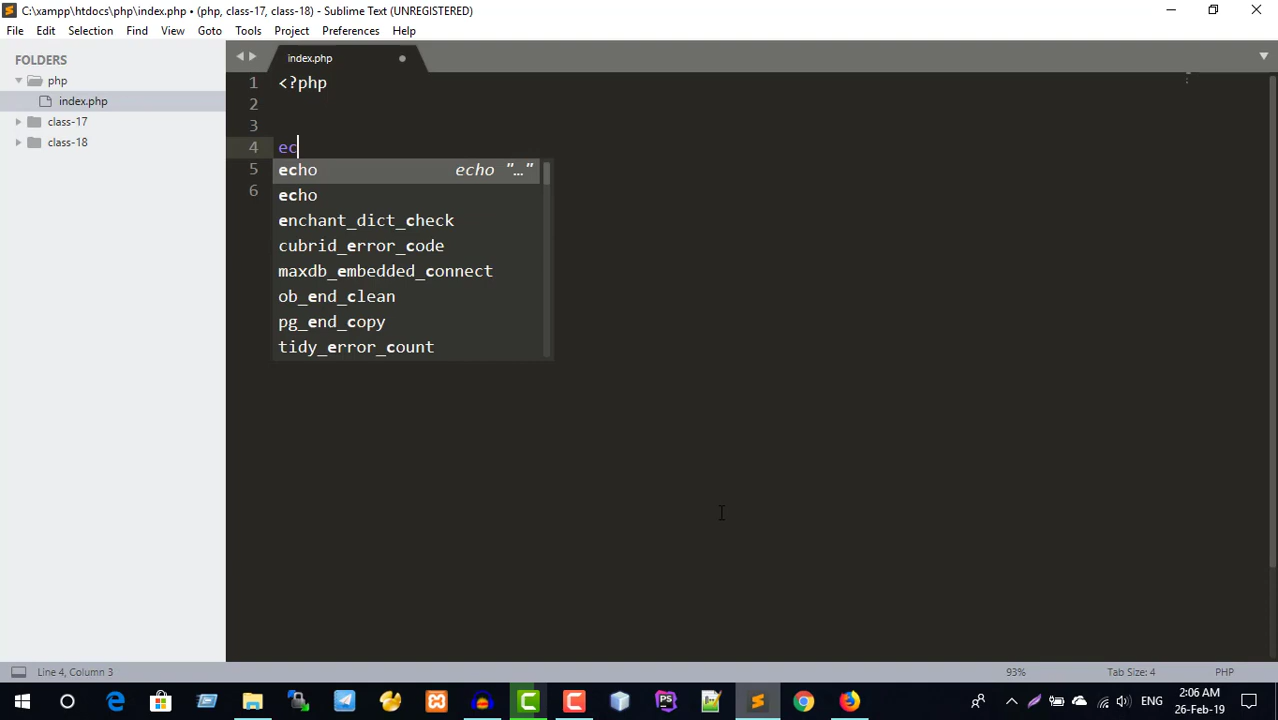 C:\xampp\htdocs\php\index.php • (php, class-17, class-18) - Sublime Text (UNREGISTERED)
File Edit Selection Find View Goto Tools Project Preferences Help
FOLDERS
php
index.php
class-17
class-18
index.php
1 <?php
2
3
4 ec
5
6
echo echo "…"
echo
enchant_dict_check
cubrid_error_code
maxdb_embedded_connect
ob_end_clean
pg_end_copy
tidy_error_count
Line 4, Column 3 93% Tab Size: 4 PHP
ENG
2:06 AM
26-Feb-19